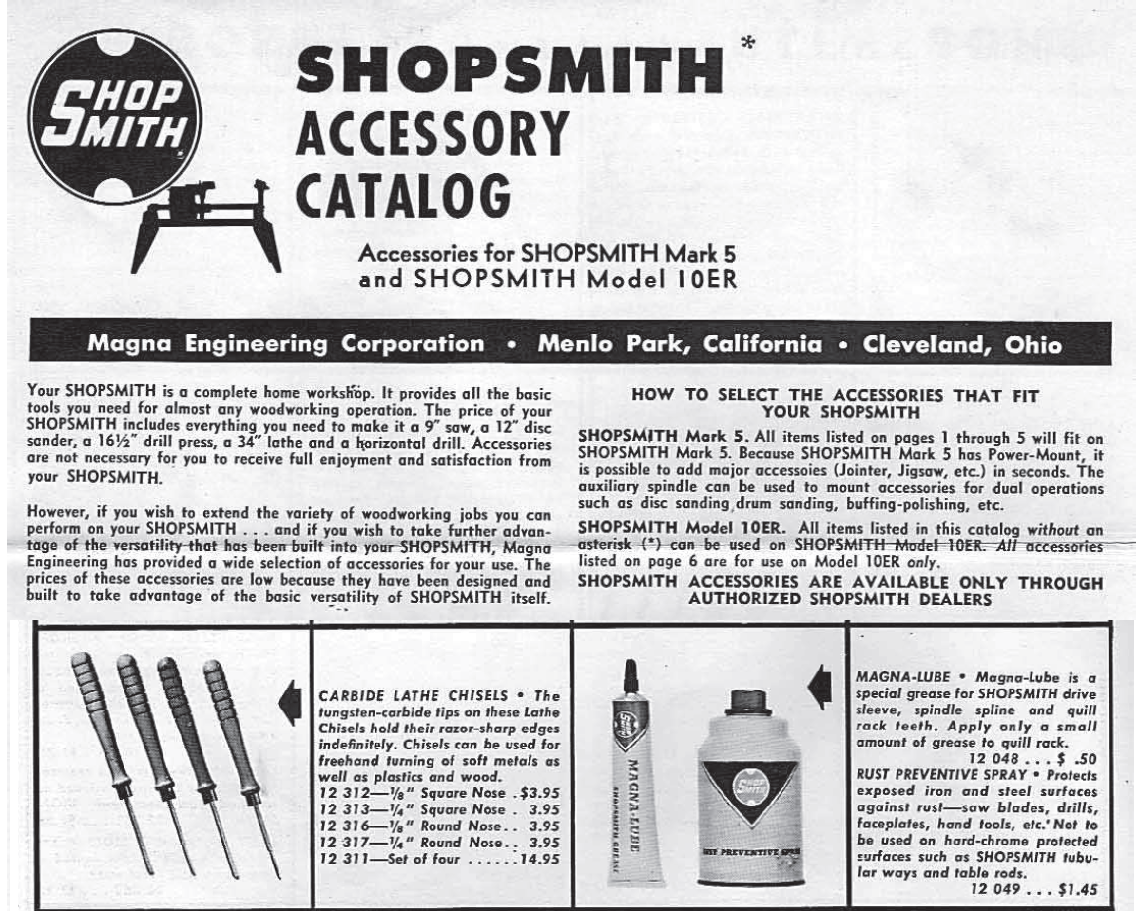 SHOP
SMITH
SHOPSMITH*
ACCESSORY
CATALOG
Accessories for SHOPSMITH Mark 5
and SHOPSMITH Model 10ER
Magna Engineering Corporation • Menlo Park, California • Cleveland, Ohio
Your SHOPSMITH is a complete home workshop. It provides all the basic
tools you need for almost any woodworking operation. The price of your
SHOPSMITH includes everything you need to make it a 9" saw, a 12" disc
sander, a 16½" drill press, a 34" lathe and a horizontal drill. Accessories
are not necessary for you to receive full enjoyment and satisfaction from
your SHOPSMITH.
However, if you wish to extend the variety of woodworking jobs you can
perform on your SHOPSMITH . . . and if you wish to take further advan-
tage of the versatility that has been built into your SHOPSMITH, Magna
Engineering has provided a wide selection of accessories for your use. The
prices of these accessories are low because they have been designed and
built to take advantage of the basic versatility of SHOPSMITH itself.
HOW TO SELECT THE ACCESSORIES THAT FIT
YOUR SHOPSMITH
SHOPSMITH Mark 5. All items listed on pages 1 through 5 will fit on
SHOPSMITH Mark 5. Because SHOPSMITH Mark 5 has Power-Mount, it
is possible to add major accessoies (Jointer, Jigsaw, etc.) in seconds. The
auxiliary spindle can be used to mount accessories for dual operations
such as disc sanding, drum sanding, buffing-polishing, etc.
SHOPSMITH Model 10ER. All items listed in this catalog without an
asterisk (*) can be used on SHOPSMITH Model 10ER. All accessories
listed on page 6 are for use on Model 10ER only.
SHOPSMITH ACCESSORIES ARE AVAILABLE ONLY THROUGH
AUTHORIZED SHOPSMITH DEALERS
CARBIDE LATHE CHISELS • The
tungsten-carbide tips on these Lathe
Chisels hold their razor-sharp edges
indefinitely. Chisels can be used for
freehand turning of soft metals as
well as plastics and wood.
12 312—⅛" Square Nose . $3.95
12 313—¼" Square Nose . 3.95
12 316—⅛" Round Nose . . 3.95
12 317—¼" Round Nose . . 3.95
12 311—Set of four . . . . . . 14.95
SHOP
SMITH
MAGNA-LUBE
SHOPSMITH GREASE
SHOP
SMITH
RUST PREVENTIVE SPRAY
MAGNA-LUBE • Magna-Lube is a
special grease for SHOPSMITH drive
sleeve, spindle spline and quill
rack teeth. Apply only a small
amount of grease to quill rack.
12 048 . . . $ .50
RUST PREVENTIVE SPRAY • Protects
exposed iron and steel surfaces
against rust—saw blades, drills,
faceplates, hand tools, etc. Not to
be used on hard-chrome protected
surfaces such as SHOPSMITH tubu-
lar ways and table rods.
12 049 . . . $1.45